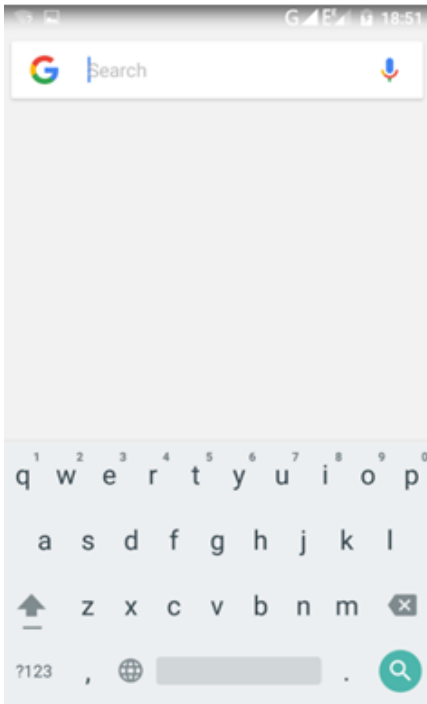 G E 18:51
G Search
1 2 3 4 5 6 7 8 9 0
q w e r t y u i o p
a s d f g h j k l
z x c v b n m
?123 , .